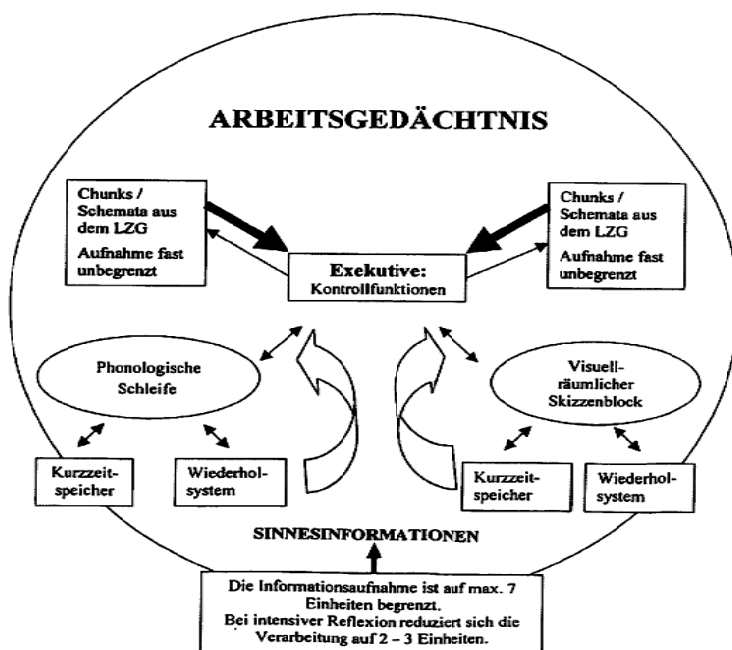 ARBEITSGEDÄCHTNIS
Chunks /
Schemata aus
dem LZG
Aufnahme fast
unbegrenzt
Chunks /
Schemata aus
dem LZG
Aufnahme fast
unbegrenzt
Exekutive:
Kontrollfunktionen
Phonologische
Schleife
Visuell-
räumlicher
Skizzenblock
Kurzzeit-
speicher
Wiederhol-
system
Kurzzeit-
speicher
Wiederhol-
system
SINNESINFORMATIONEN
Die Informationsaufnahme ist auf max. 7
Einheiten begrenzt.
Bei intensiver Reflexion reduziert sich die
Verarbeitung auf 2 – 3 Einheiten.